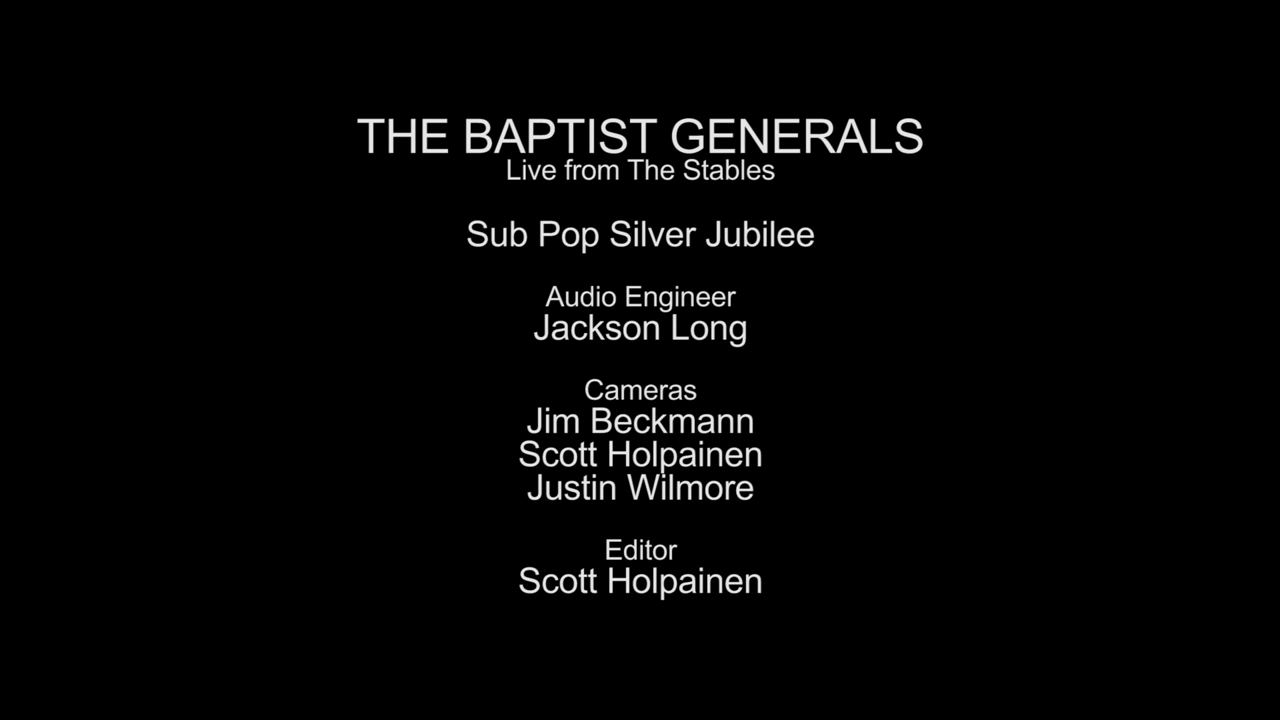 THE BAPTIST GENERALS
Live from The Stables
Sub Pop Silver Jubilee
Audio Engineer
Jackson Long
Cameras
Jim Beckmann
Scott Holpainen
Justin Wilmore
Editor
Scott Holpainen